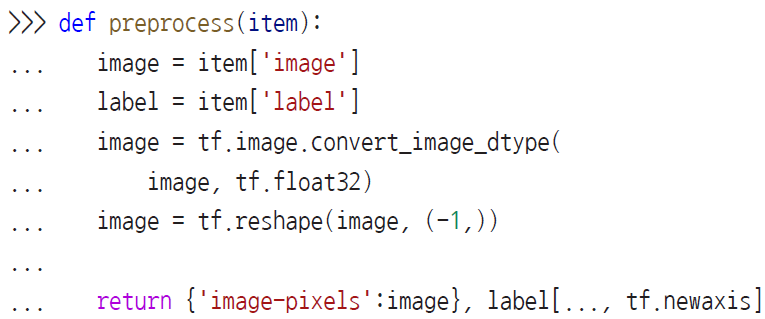 >>> def preprocess(item):
...     image = item['image']
...     label = item['label']
...     image = tf.image.convert_image_dtype(
...         image, tf.float32)
...     image = tf.reshape(image, (-1,))
...
...     return {'image-pixels':image}, label[..., tf.newaxis]